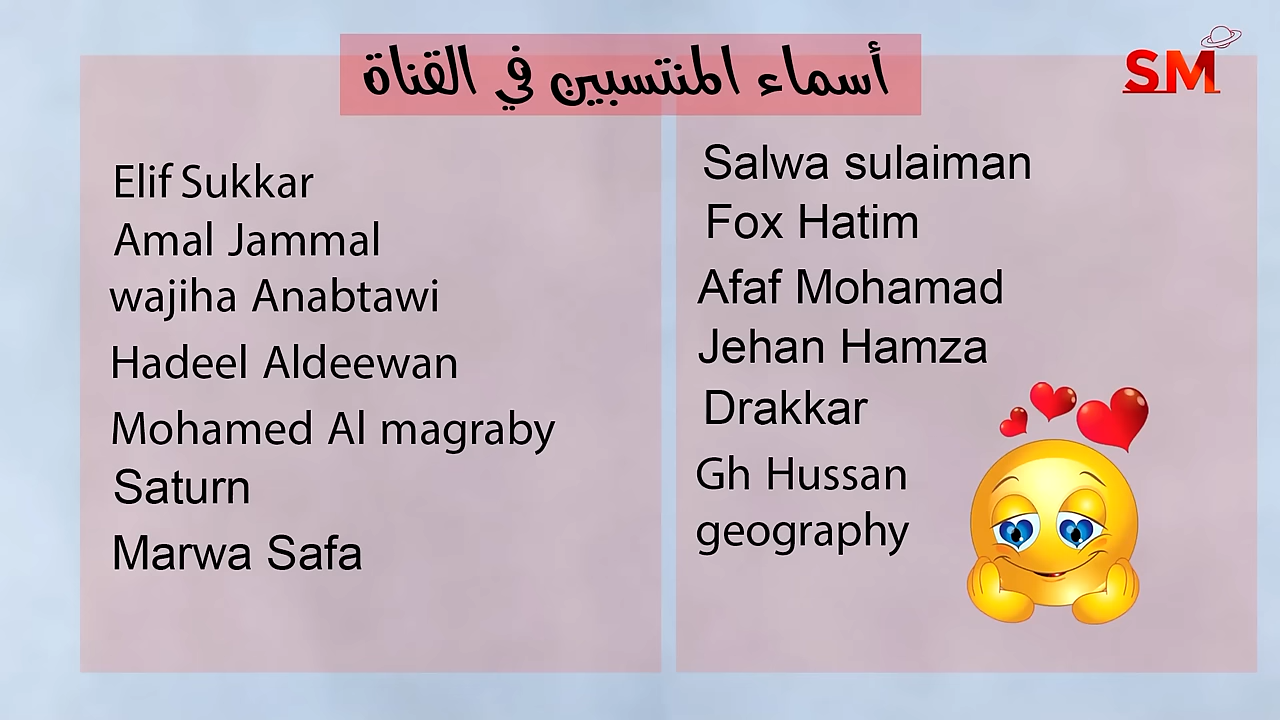 أسماء المنتسبين في القناة
SM
Elif Sukkar
Amal Jammal
wajiha Anabtawi
Hadeel Aldeewan
Mohamed Al magraby
Saturn
Marwa Safa
Salwa sulaiman
Fox Hatim
Afaf Mohamad
Jehan Hamza
Drakkar
Gh Hussan
geography